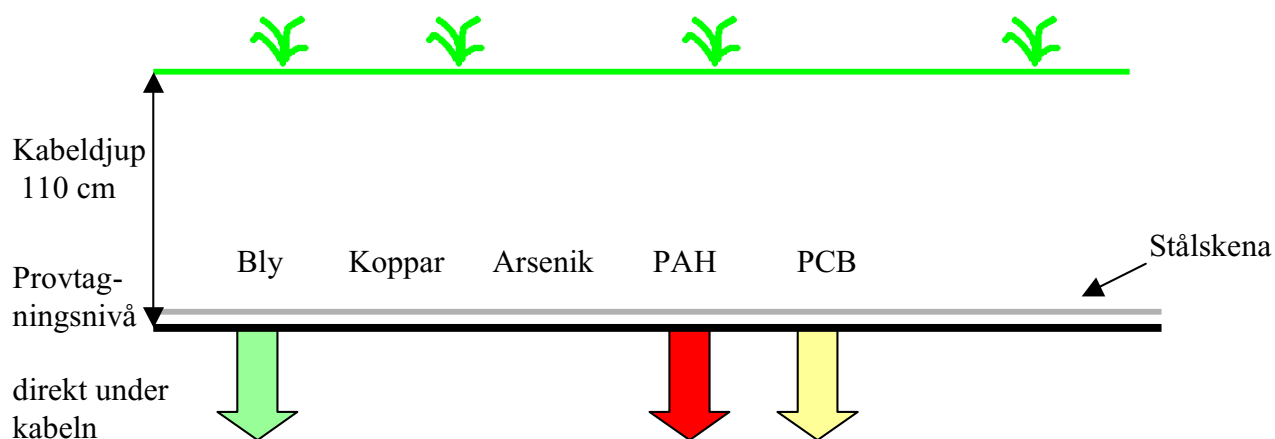 Kabeldjup
110 cm
Bly Koppar Arsenik PAH PCB
Stålskena
Provtag-
ningsnivå
direkt under
kabeln